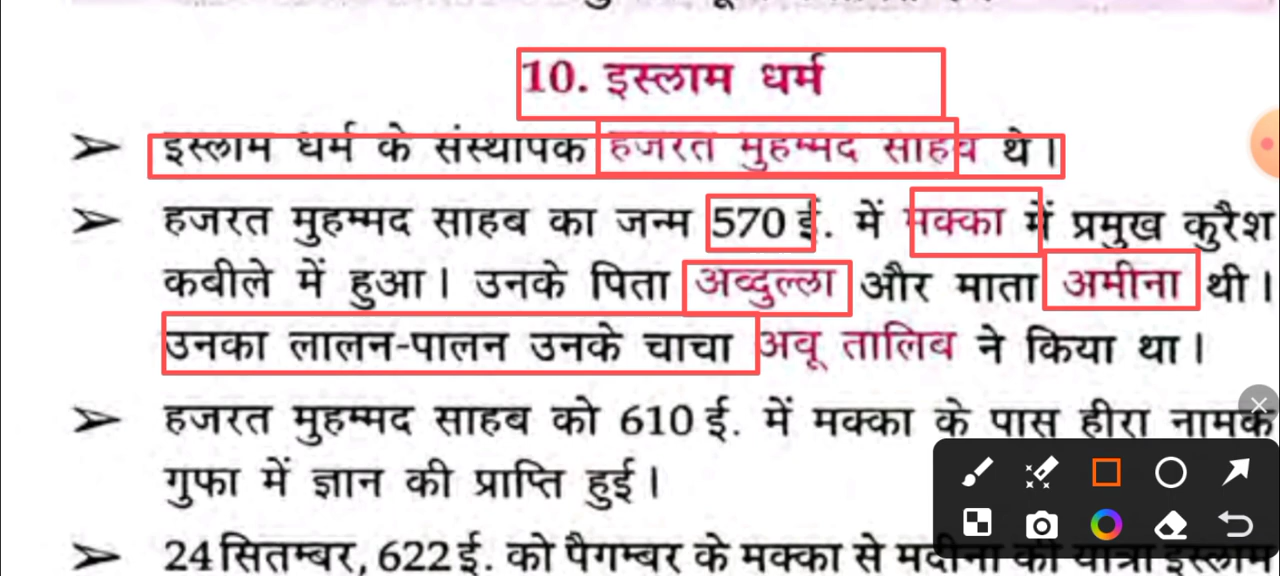 10. इस्लाम धर्म
➤ इस्लाम धर्म के संस्थापक हजरत मुहम्मद साहब थे।
➤ हजरत मुहम्मद साहब का जन्म 570 ई. में मक्का में प्रमुख कुरैश
कबीले में हुआ। उनके पिता अब्दुल्ला और माता अमीना थी।
उनका लालन-पालन उनके चाचा अबू तालिब ने किया था।
➤ हजरत मुहम्मद साहब को 610 ई. में मक्का के पास हीरा नामक
गुफा में ज्ञान की प्राप्ति हुई।
➤ 24 सितम्बर, 622 ई. को पैगम्बर के मक्का से मदीना की यात्रा इस्लाम